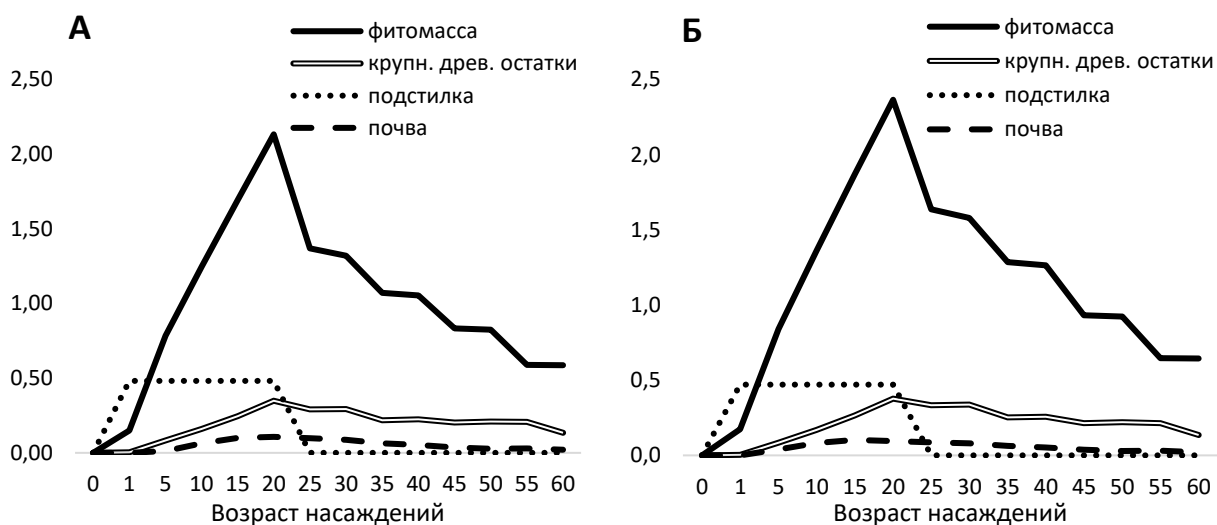 А
фитомасса
крупн. древ. остатки
подстилка
почва
2,50
2,00
1,50
1,00
0,50
0,00
0 1 5 10 15 20 25 30 35 40 45 50 55 60
Возраст насаждений
Б
фитомасса
крупн. древ. остатки
подстилка
почва
2,5
2,0
1,5
1,0
0,5
0,0
0 1 5 10 15 20 25 30 35 40 45 50 55 60
Возраст насаждений